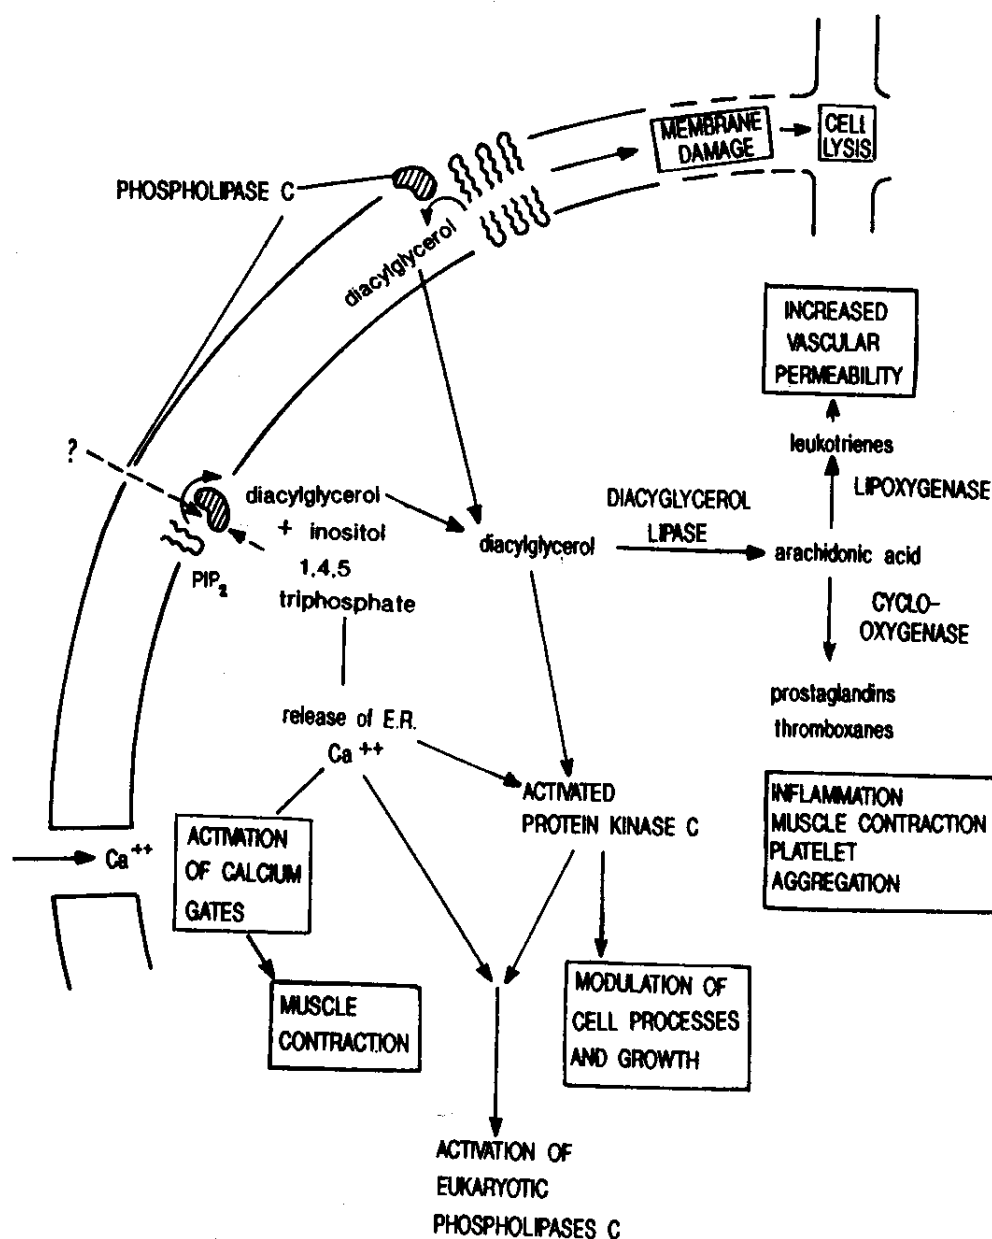 MEMBRANE
DAMAGE
CELL
LYSIS
PHOSPHOLIPASE C
diacylglycerol
INCREASED
VASCULAR
PERMEABILITY
leukotrienes
LIPOXYGENASE
?
diacylglycerol
+ inositol
1,4,5
triphosphate
PIP2
diacylglycerol
DIACYGLYCEROL
LIPASE
arachidonic acid
CYCLO-
OXYGENASE
prostaglandins
thromboxanes
release of E.R.
Ca ++
ACTIVATED
PROTEIN KINASE C
INFLAMMATION
MUSCLE CONTRACTION
PLATELET
AGGREGATION
Ca ++
ACTIVATION
OF CALCIUM
GATES
MUSCLE
CONTRACTION
MODULATION OF
CELL PROCESSES
AND GROWTH
ACTIVATION OF
EUKARYOTIC
PHOSPHOLIPASES C